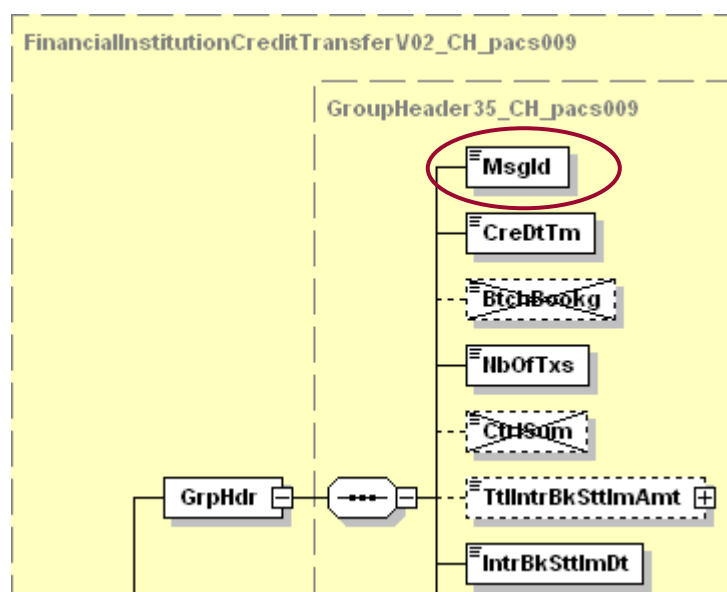 FinancialInstitutionCreditTransferV02_CH_pacs009
GroupHeader35_CH_pacs009
MsgId
CreDtTm
BtchBookg
NbOfTxs
CtrlSum
GrpHdr
TtlIntrBkSttlmAmt
IntrBkSttlmDt